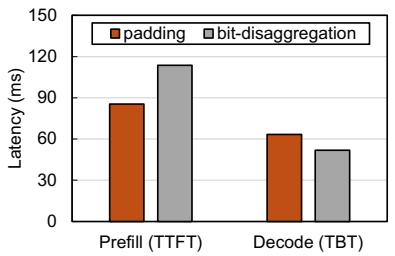 150
padding bit-disaggregation
120
90
60
30
0
Latency (ms)
Prefill (TTFT) Decode (TBT)